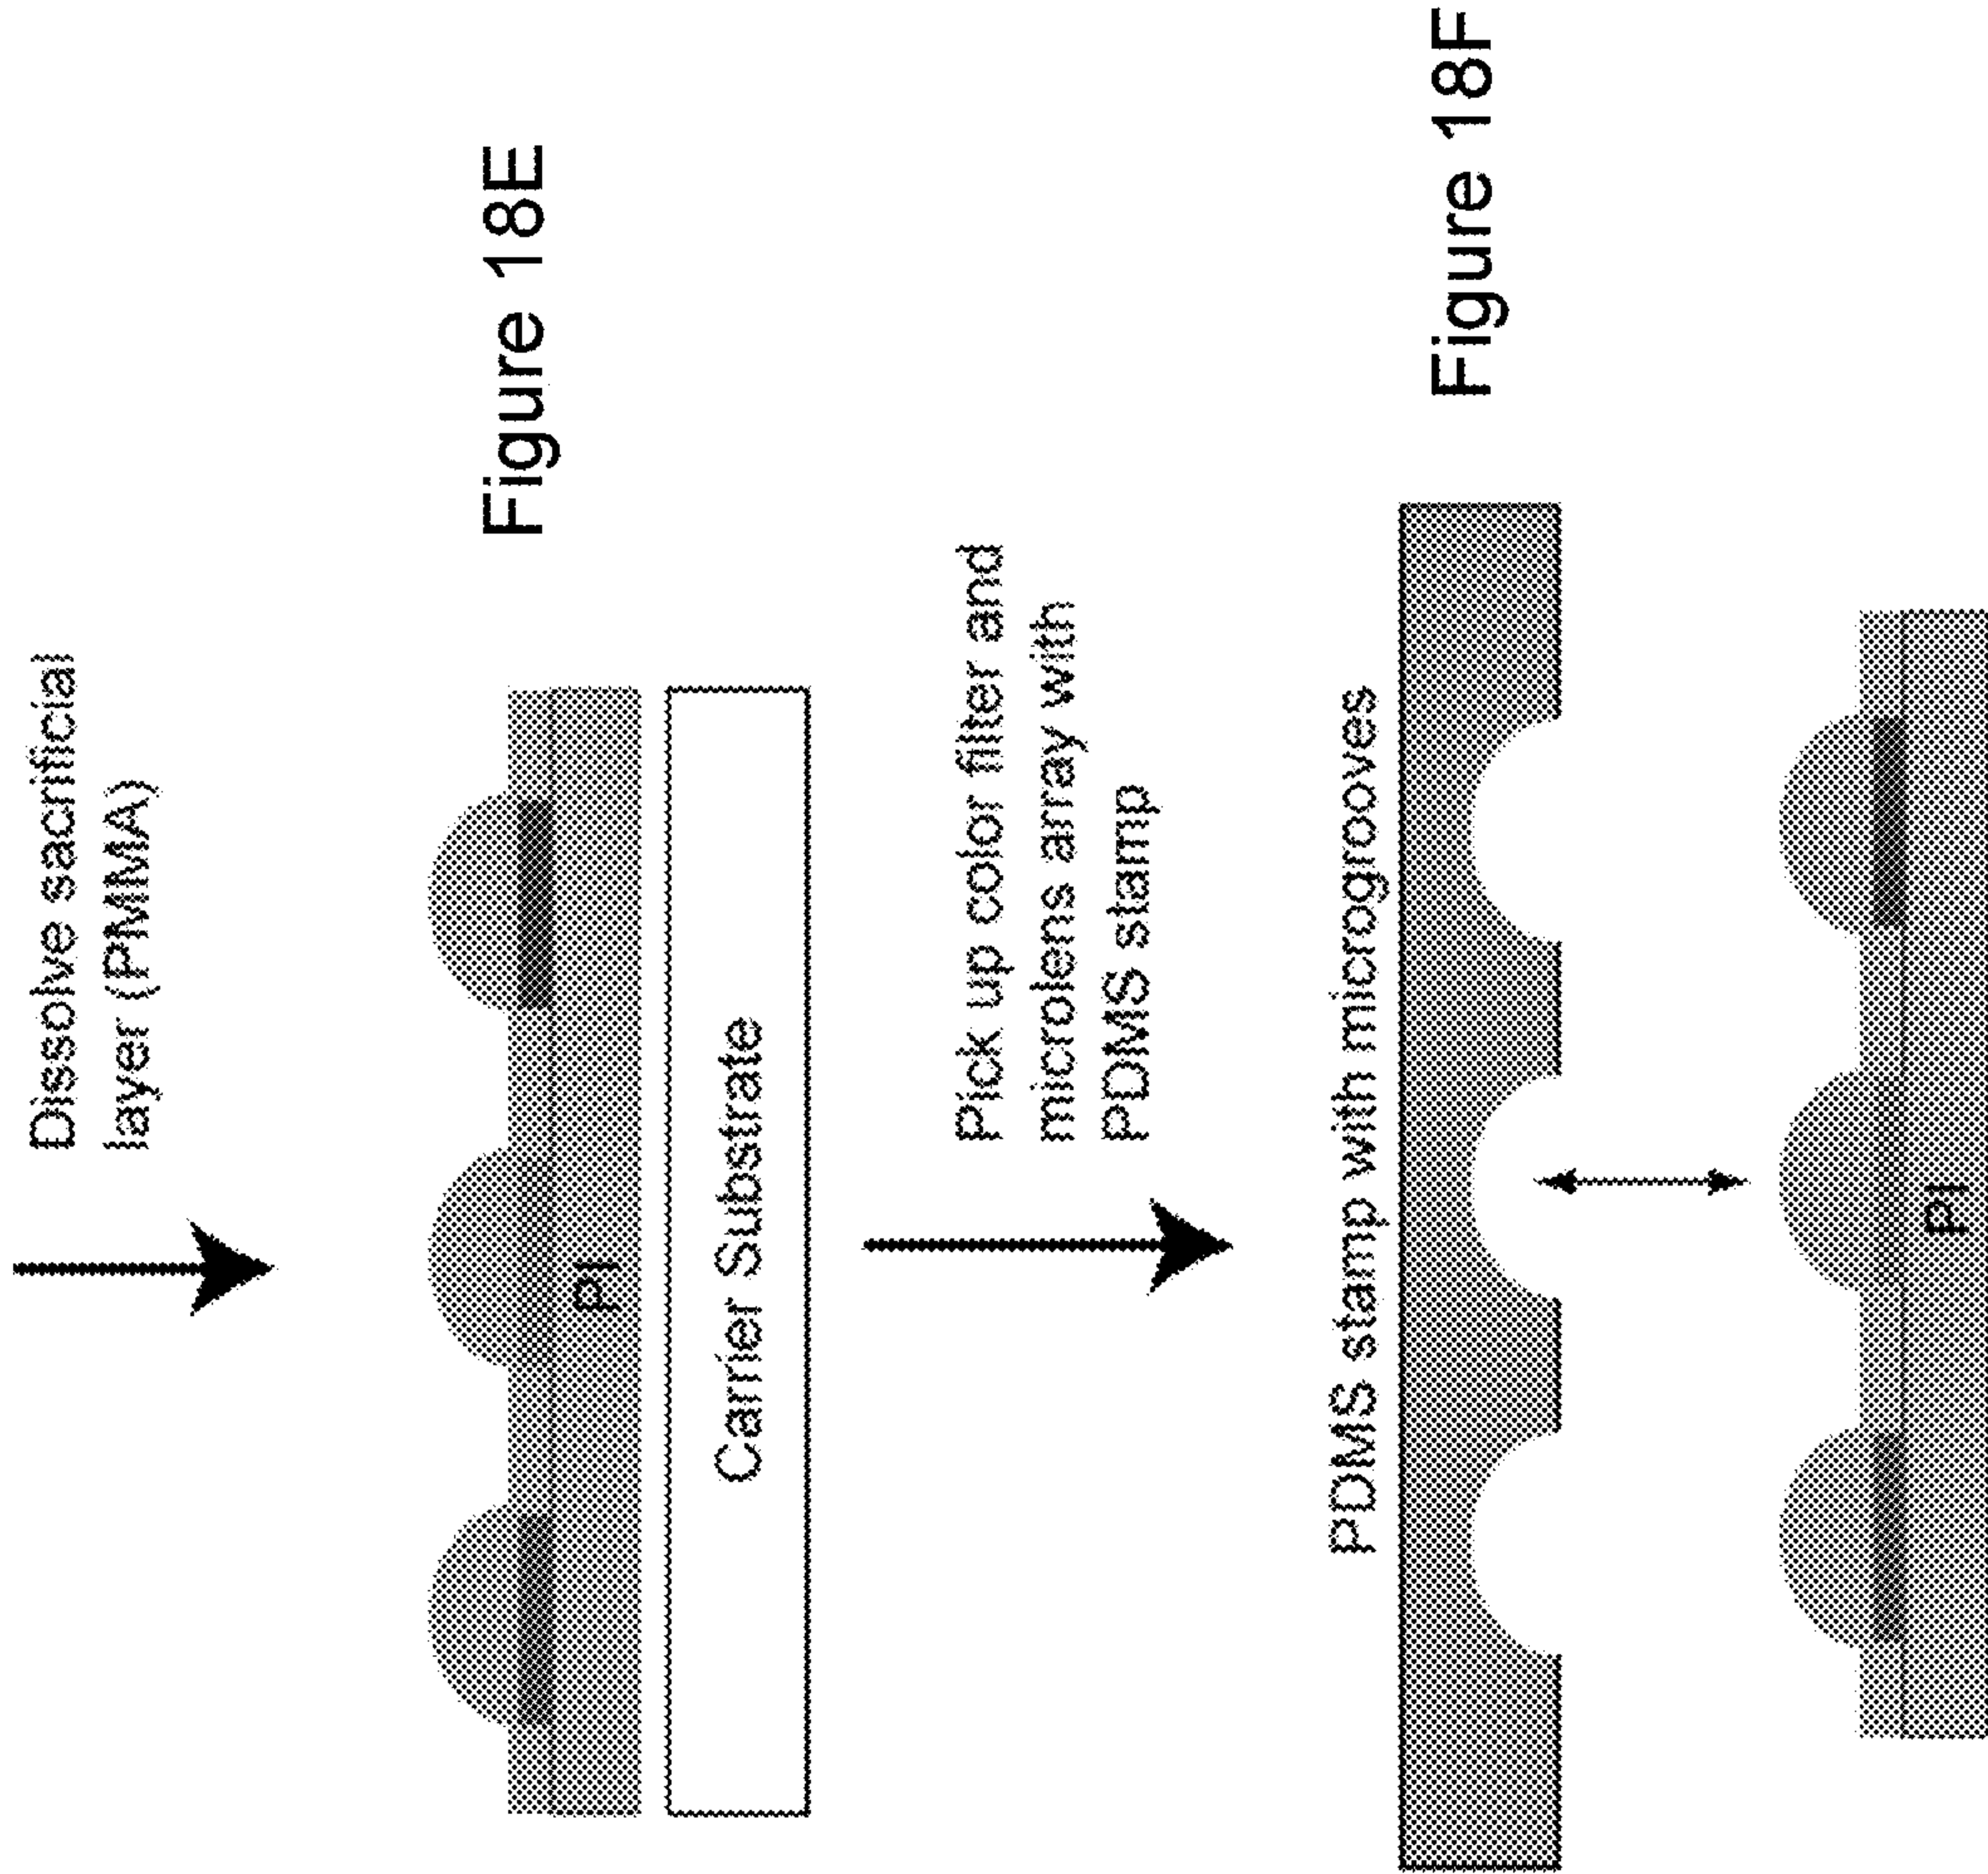 Dissolve sacrificial
layer (PMMA)
Figure 18E
PI
Carrier Substrate
Pick up color filter and
microlens array with
PDMS stamp
PDMS stamp with microgrooves
Figure 18F
PI